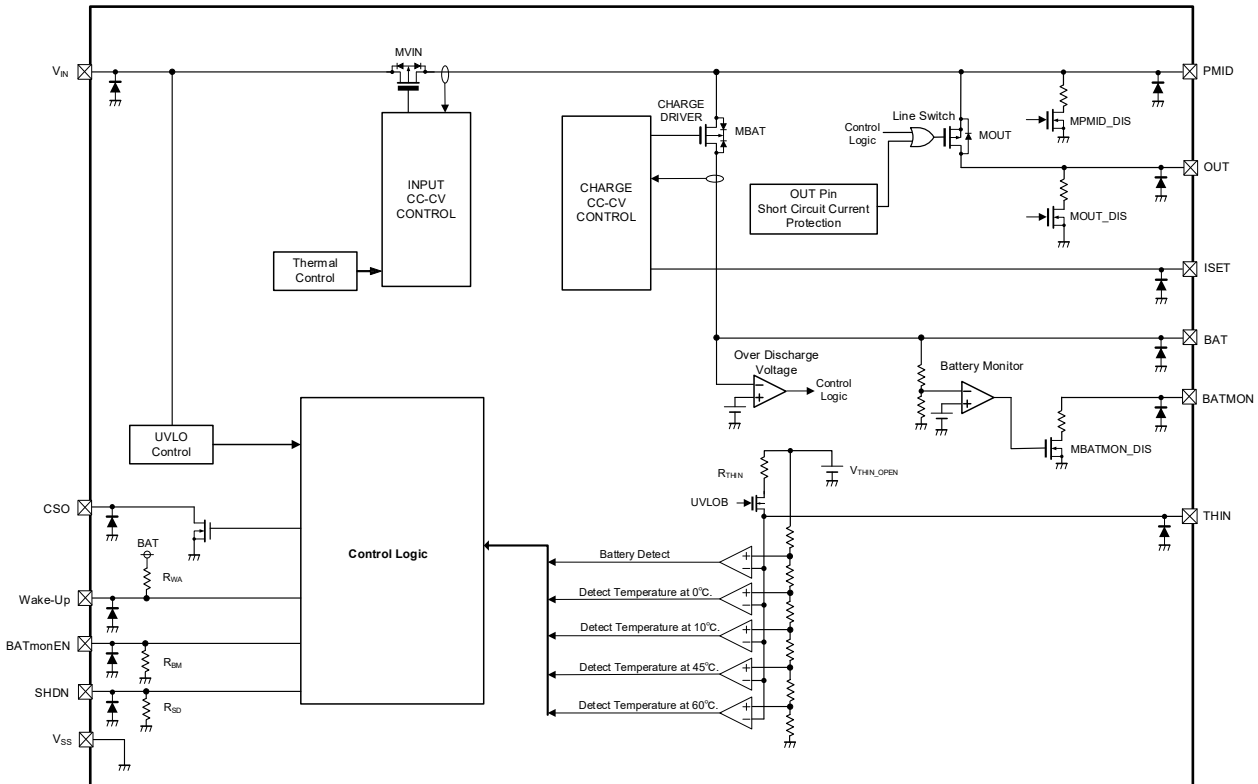 MVIN
VIN
PMID
CHARGE
DRIVER
MBAT
Line Switch
Control
Logic
MOUT
MPMID_DIS
OUT
INPUT
CC-CV
CONTROL
CHARGE
CC-CV
CONTROL
OUT Pin
Short Circuit Current
Protection
MOUT_DIS
Thermal
Control
ISET
BAT
Over Discharge
Voltage
Control
Logic
Battery Monitor
BATMON
MBATMON_DIS
UVLO
Control
RTHIN
VTHIN_OPEN
UVLOB
CSO
THIN
BAT
RWA
Control Logic
Battery Detect
Wake-Up
Detect Temperature at 0°C.
BATmonEN
RBM
Detect Temperature at 10°C.
SHDN
RSD
Detect Temperature at 45°C.
Detect Temperature at 60°C.
VSS